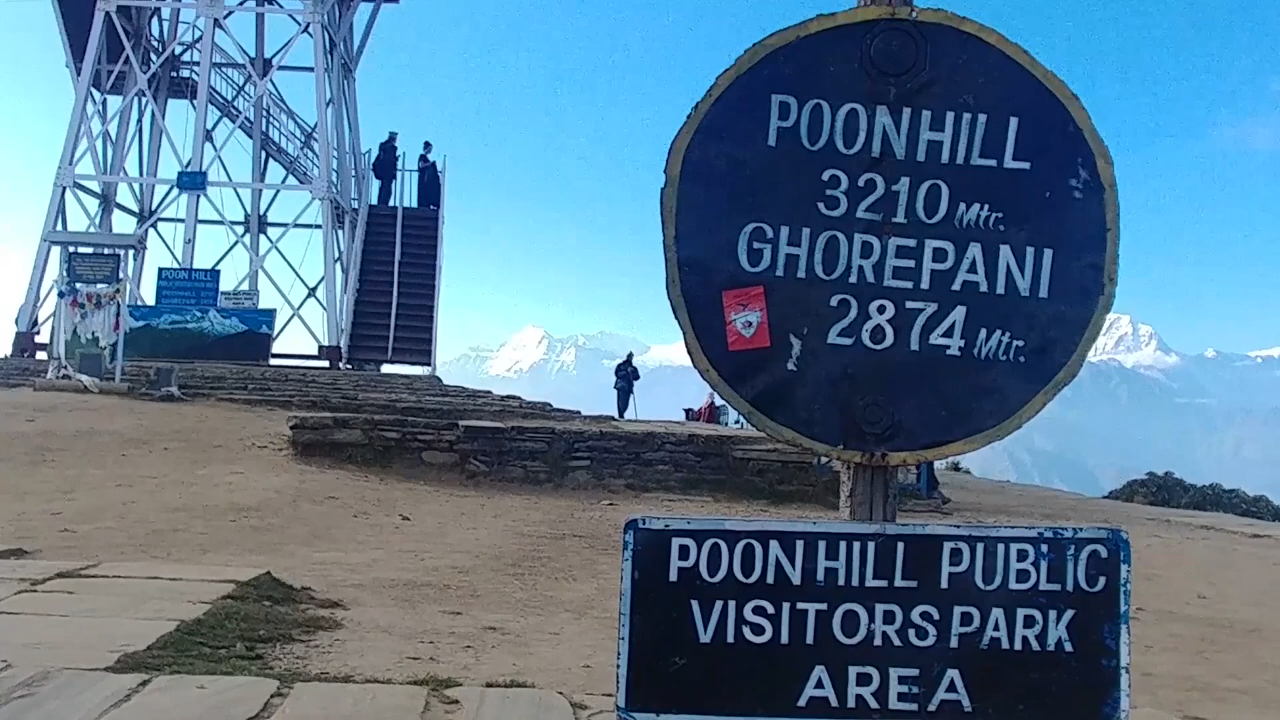 POONHILL
3210 Mtr.
GHOREPANI
2874 Mtr.
POON HILL PUBLIC
VISITORS PARK
AREA
POON HILL